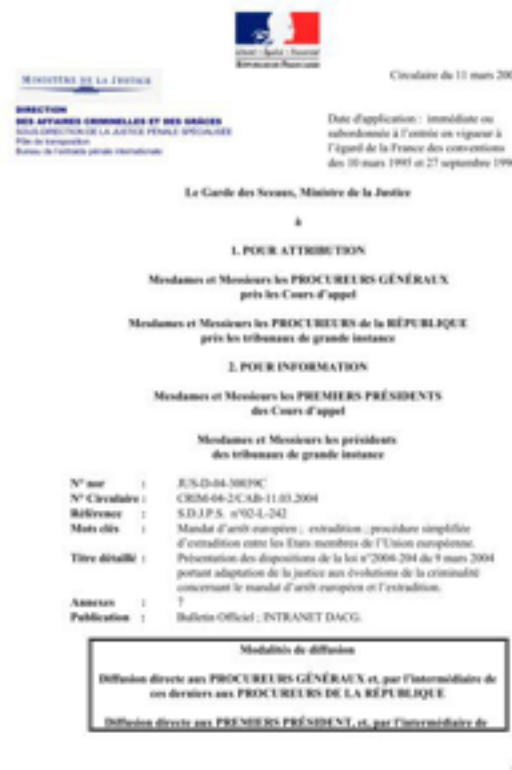 Liberté • Égalité • Fraternité
RÉPUBLIQUE FRANÇAISE
MINISTÈRE DE LA JUSTICE
Circulaire du 11 mars 200
DIRECTION
DES AFFAIRES CRIMINELLES ET DES GRÂCES
SOUS-DIRECTION DE LA JUSTICE PÉNALE SPÉCIALISÉE
Bureau de l'entraide pénale internationale
Date d'application : immédiate ou
subordonnée à l'entrée en vigueur à
l'égard de la France des conventions
des 10 mars 1995 et 27 septembre 199
Le Garde des Sceaux, Ministre de la Justice
à
1. POUR ATTRIBUTION
Mesdames et Messieurs les PROCUREURS GÉNÉRAUX
près les Cours d'appel
Mesdames et Messieurs les PROCUREURS de la RÉPUBLIQUE
près les tribunaux de grande instance
2. POUR INFORMATION
Mesdames et Messieurs les PREMIERS PRÉSIDENTS
des Cours d'appel
Mesdames et Messieurs les présidents
des tribunaux de grande instance
N° nor : JUS-D-04-30039C
N° Circulaire : CRIM-04-2/CAB-11.03.2004
Référence : S.D.J.P.S. n°02-L-242
Mots clés : Mandat d'arrêt européen ; extradition ; procédure simplifiée
d'extradition entre les Etats membres de l'Union européenne.
Titre détaillé : Présentation des dispositions de la loi n°2004-204 du 9 mars 2004
portant adaptation de la justice aux évolutions de la criminalité
concernant le mandat d'arrêt européen et l'extradition.
Annexes : 7
Publication : Bulletin Officiel ; INTRANET DACG.
Modalités de diffusion
Diffusion directe aux PROCUREURS GÉNÉRAUX et, par l'intermédiaire de
ces derniers aux PROCUREURS DE LA RÉPUBLIQUE
Diffusion directe aux PREMIERS PRÉSIDENT, et, par l'intermédiaire de